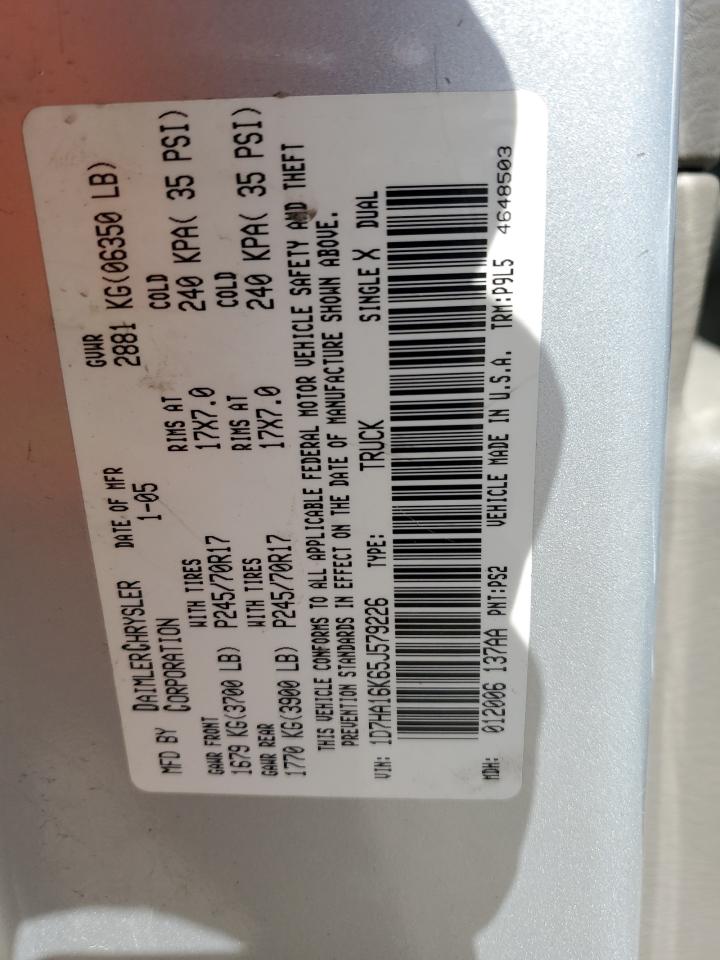 MFD BY DAIMLERCHRYSLER CORPORATION DATE OF MFR 1-05 GVWR 2881 KG(06350 LB)
GAWR FRONT WITH TIRES RIMS AT COLD
1679 KG(3700 LB) P245/70R17 17X7.0 240 KPA( 35 PSI)
GAWR REAR WITH TIRES RIMS AT COLD
1770 KG(3900 LB) P245/70R17 17X7.0 240 KPA( 35 PSI)
THIS VEHICLE CONFORMS TO ALL APPLICABLE FEDERAL MOTOR VEHICLE SAFETY AND THEFT
PREVENTION STANDARDS IN EFFECT ON THE DATE OF MANUFACTURE SHOWN ABOVE.
VIN: 1D7HA16K65J579226 TYPE: TRUCK SINGLE X DUAL
MDH: 012006 137AA PNT:PS2 VEHICLE MADE IN U.S.A. TRM:P9L5 4648503